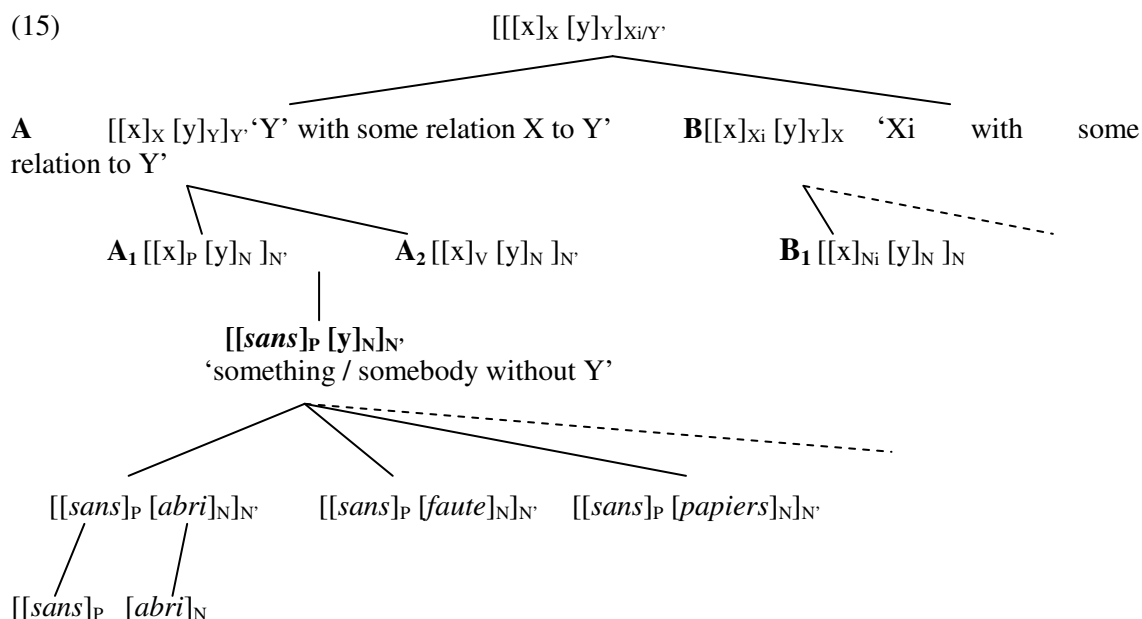 (15) [[[x]X [y]Y]Xi/Y'
A [[x]X [y]Y]Y' 'Y' with some relation X to Y' B[[x]Xi [y]Y]X 'Xi with some
relation to Y'
A1 [[x]P [y]N ]N' A2 [[x]V [y]N ]N' B1 [[x]Ni [y]N ]N
[[sans]P [y]N]N'
'something / somebody without Y'
[[sans]P [abri]N]N' [[sans]P [faute]N]N' [[sans]P [papiers]N]N'
[[sans]P [abri]N